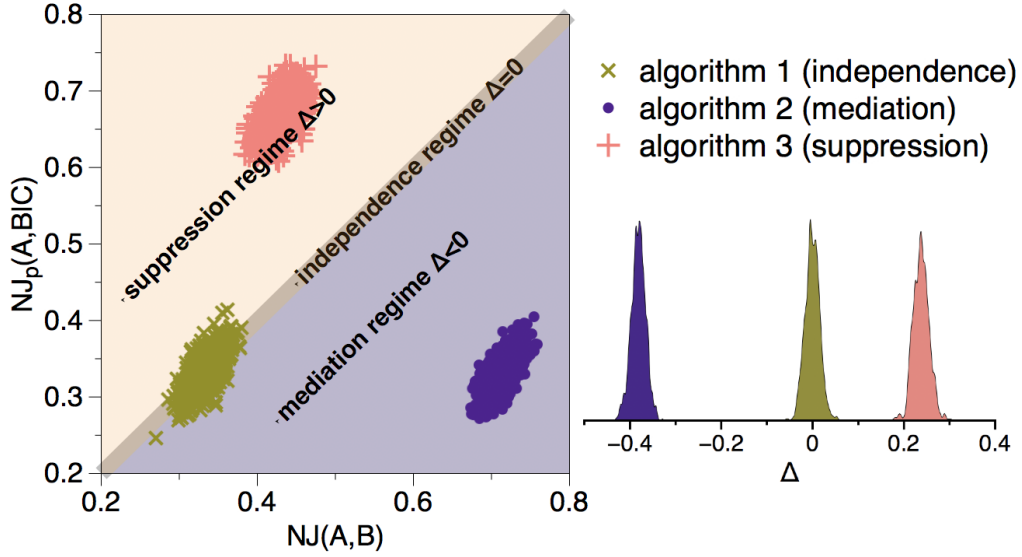 0.8
0.7
0.6
0.5
0.4
0.3
0.2
NJp(A,B|C)
suppression regime Δ>0
independence regime Δ=0
mediation regime Δ<0
0.2
0.4
0.6
0.8
NJ(A,B)
algorithm 1 (independence)
algorithm 2 (mediation)
algorithm 3 (suppression)
−0.4
−0.2
0
0.2
0.4
Δ